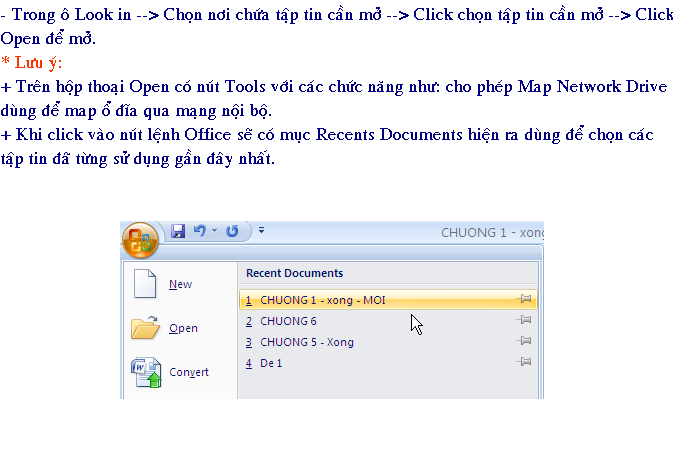 - Trong ô Look in --> Chọn nơi chứa tập tin cần mở --> Click chọn tập tin cần mở --> Click
Open để mở.
* Lưu ý:
+ Trên hộp thoại Open có nút Tools với các chức năng như: cho phép Map Network Drive
dùng để map ổ đĩa qua mạng nội bộ.
+ Khi click vào nút lệnh Office sẽ có mục Recents Documents hiện ra dùng để chọn các
tập tin đã từng sử dụng gần đây nhất.
CHUONG 1 - xong
Recent Documents
New
1 CHUONG 1 - xong - MOI
2 CHUONG 6
Open
3 CHUONG 5 - Xong
4 De 1
Convert